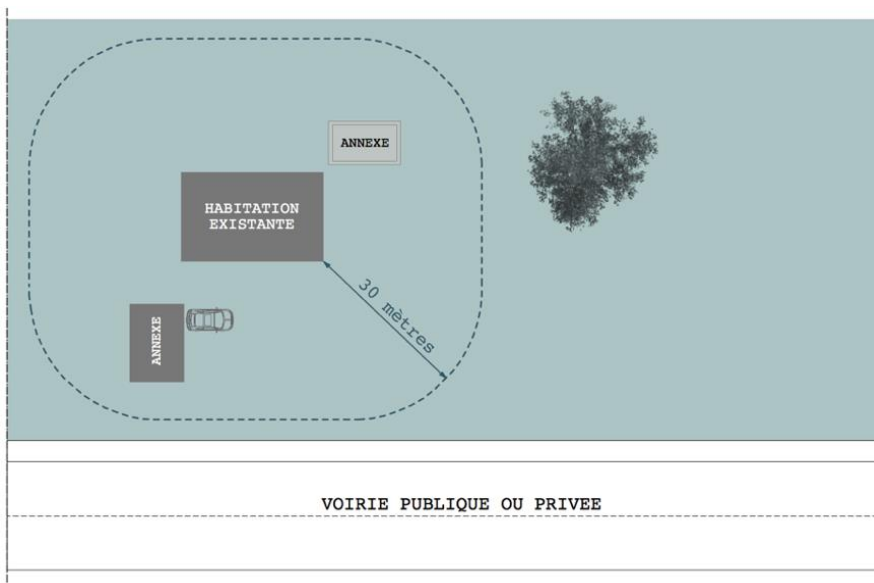 ANNEXE
HABITATION
EXISTANTE
30 mètres
ANNEXE
VOIRIE PUBLIQUE OU PRIVEE